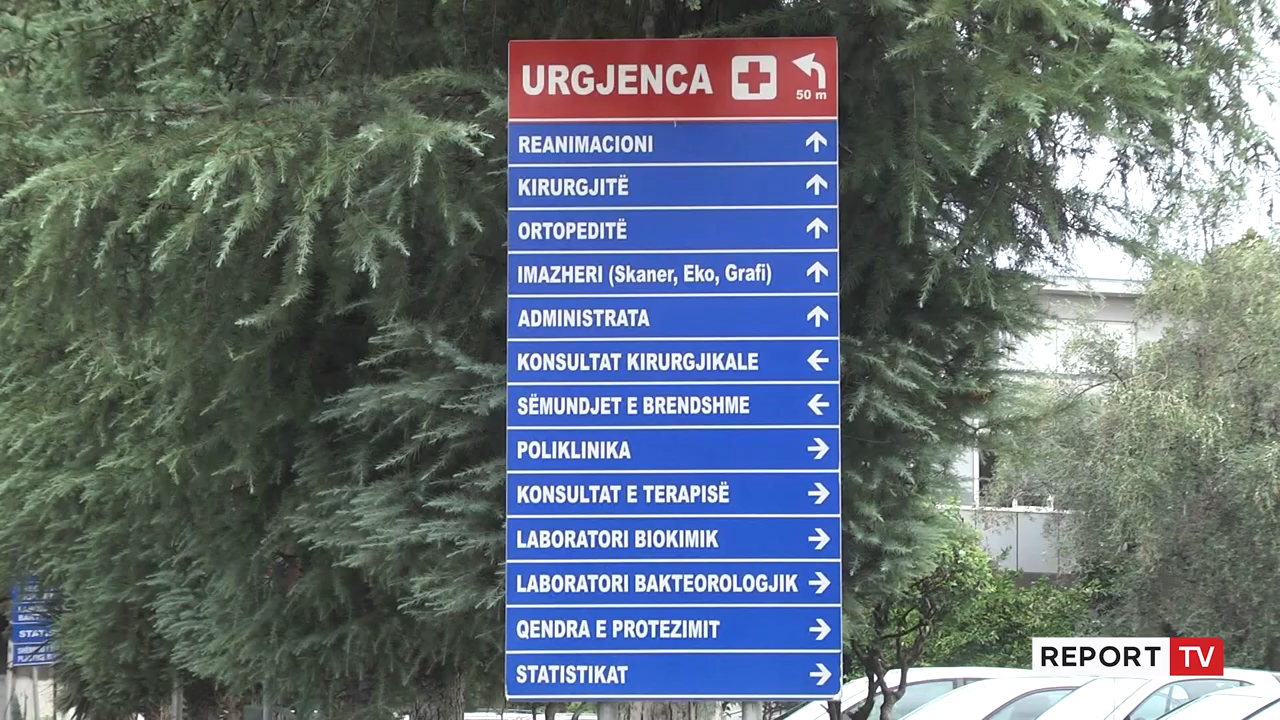 URGJENCA
50 m
REANIMACIONI
KIRURGJITË
ORTOPEDITË
IMAZHERI (Skaner, Eko, Grafi)
ADMINISTRATA
KONSULTAT KIRURGJIKALE
SËMUNDJET E BRENDSHME
POLIKLINIKA
KONSULTAT E TERAPISË
LABORATORI BIOKIMIK
LABORATORI BAKTEOROLOGJIK
QENDRA E PROTEZIMIT
STATISTIKAT
REPORT TV